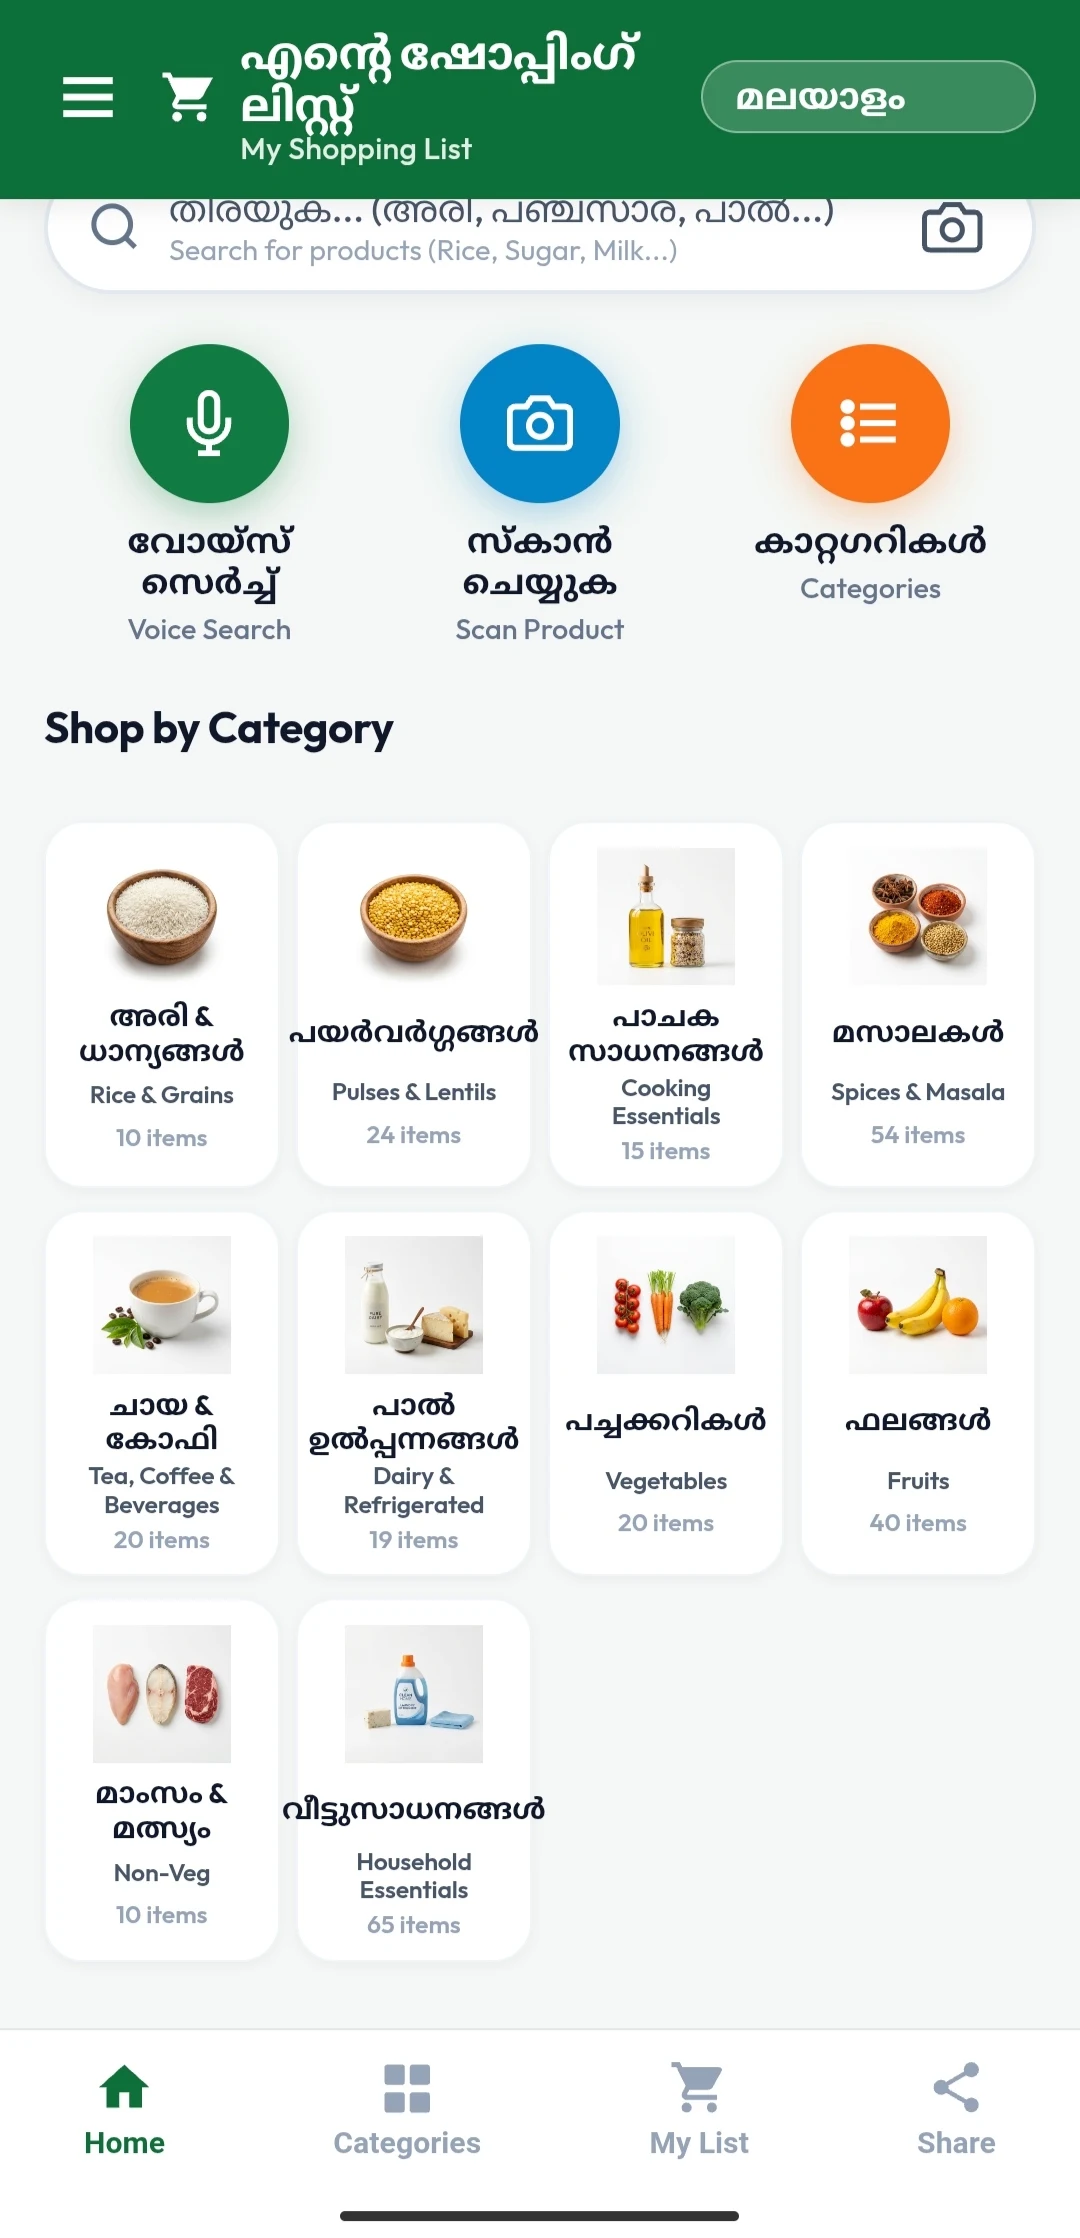 എന്റെ ഷോപ്പിംഗ്
ലിസ്റ്റ്
My Shopping List
മലയാളം
തിരയുക... (അരി, പഞ്ചസാര, പാൽ...)
Search for products (Rice, Sugar, Milk...)
വോയ്സ്
സെർച്ച്
Voice Search
സ്കാൻ
ചെയ്യുക
Scan Product
കാറ്റഗറികൾ
Categories
Shop by Category
അരി &
ധാന്യങ്ങൾ
Rice & Grains
10 items
പയർവർഗ്ഗങ്ങൾ
Pulses & Lentils
24 items
പാചക
സാധനങ്ങൾ
Cooking
Essentials
15 items
മസാലകൾ
Spices & Masala
54 items
ചായ &
കോഫി
Tea, Coffee &
Beverages
20 items
പാൽ
ഉൽപ്പന്നങ്ങൾ
Dairy &
Refrigerated
19 items
പച്ചക്കറികൾ
Vegetables
20 items
ഫലങ്ങൾ
Fruits
40 items
മാംസം &
മത്സ്യം
Non-Veg
10 items
വീട്ടുസാധനങ്ങൾ
Household
Essentials
65 items
Home
Categories
My List
Share